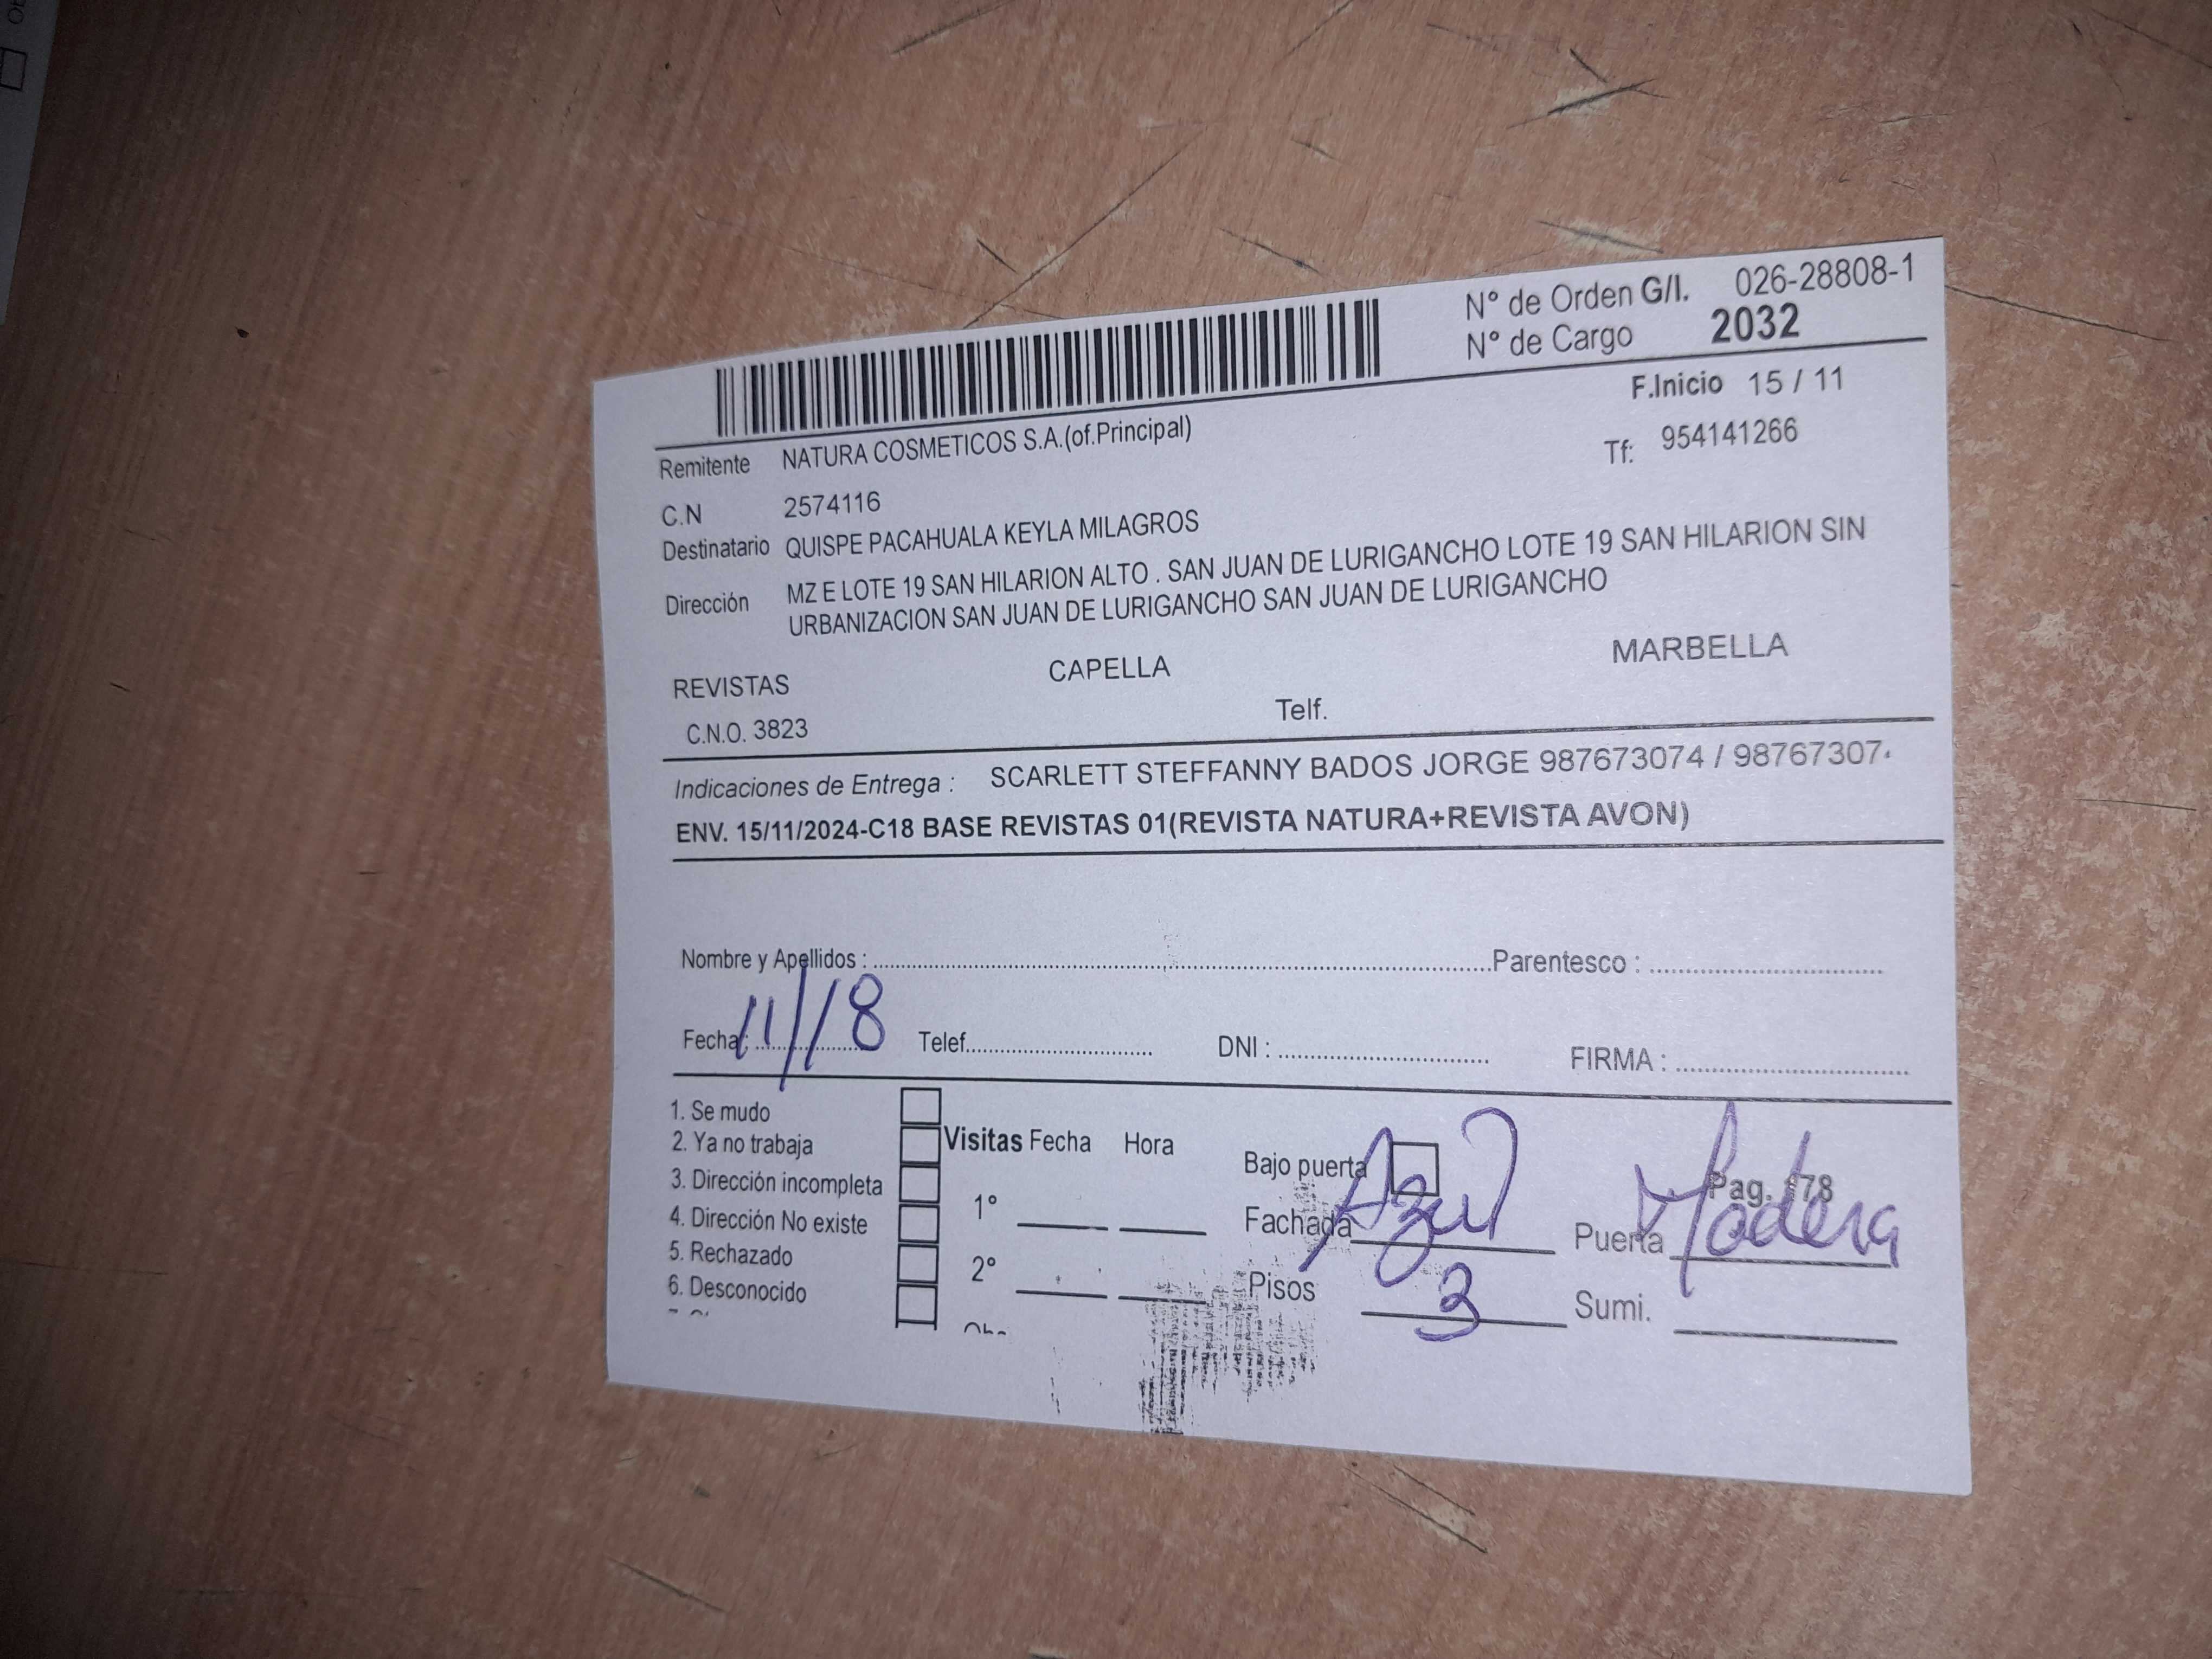 N° de Orden G/I. 026-28808-1
N° de Cargo 2032
F.Inicio 15 / 11
Remitente NATURA COSMETICOS S.A.(of.Principal)
Tf: 954141266
C.N 2574116
Destinatario QUISPE PACAHUALA KEYLA MILAGROS
Dirección MZ E LOTE 19 SAN HILARION ALTO . SAN JUAN DE LURIGANCHO LOTE 19 SAN HILARION SIN
URBANIZACION SAN JUAN DE LURIGANCHO SAN JUAN DE LURIGANCHO
REVISTAS CAPELLA MARBELLA
C.N.O. 3823 Telf.
Indicaciones de Entrega : SCARLETT STEFFANNY BADOS JORGE 987673074 / 98767307
ENV. 15/11/2024-C18 BASE REVISTAS 01(REVISTA NATURA+REVISTA AVON)
Nombre y Apellidos : Parentesco :
Fecha: 11/18 Telef. DNI : FIRMA :
1. Se mudo
2. Ya no trabaja
3. Dirección incompleta
4. Dirección No existe
5. Rechazado
6. Desconocido
Visitas Fecha Hora
1°
2°
Bajo puerta
Pag.
Fachada Azul Puerta Madera
Pisos 3 Sumi.